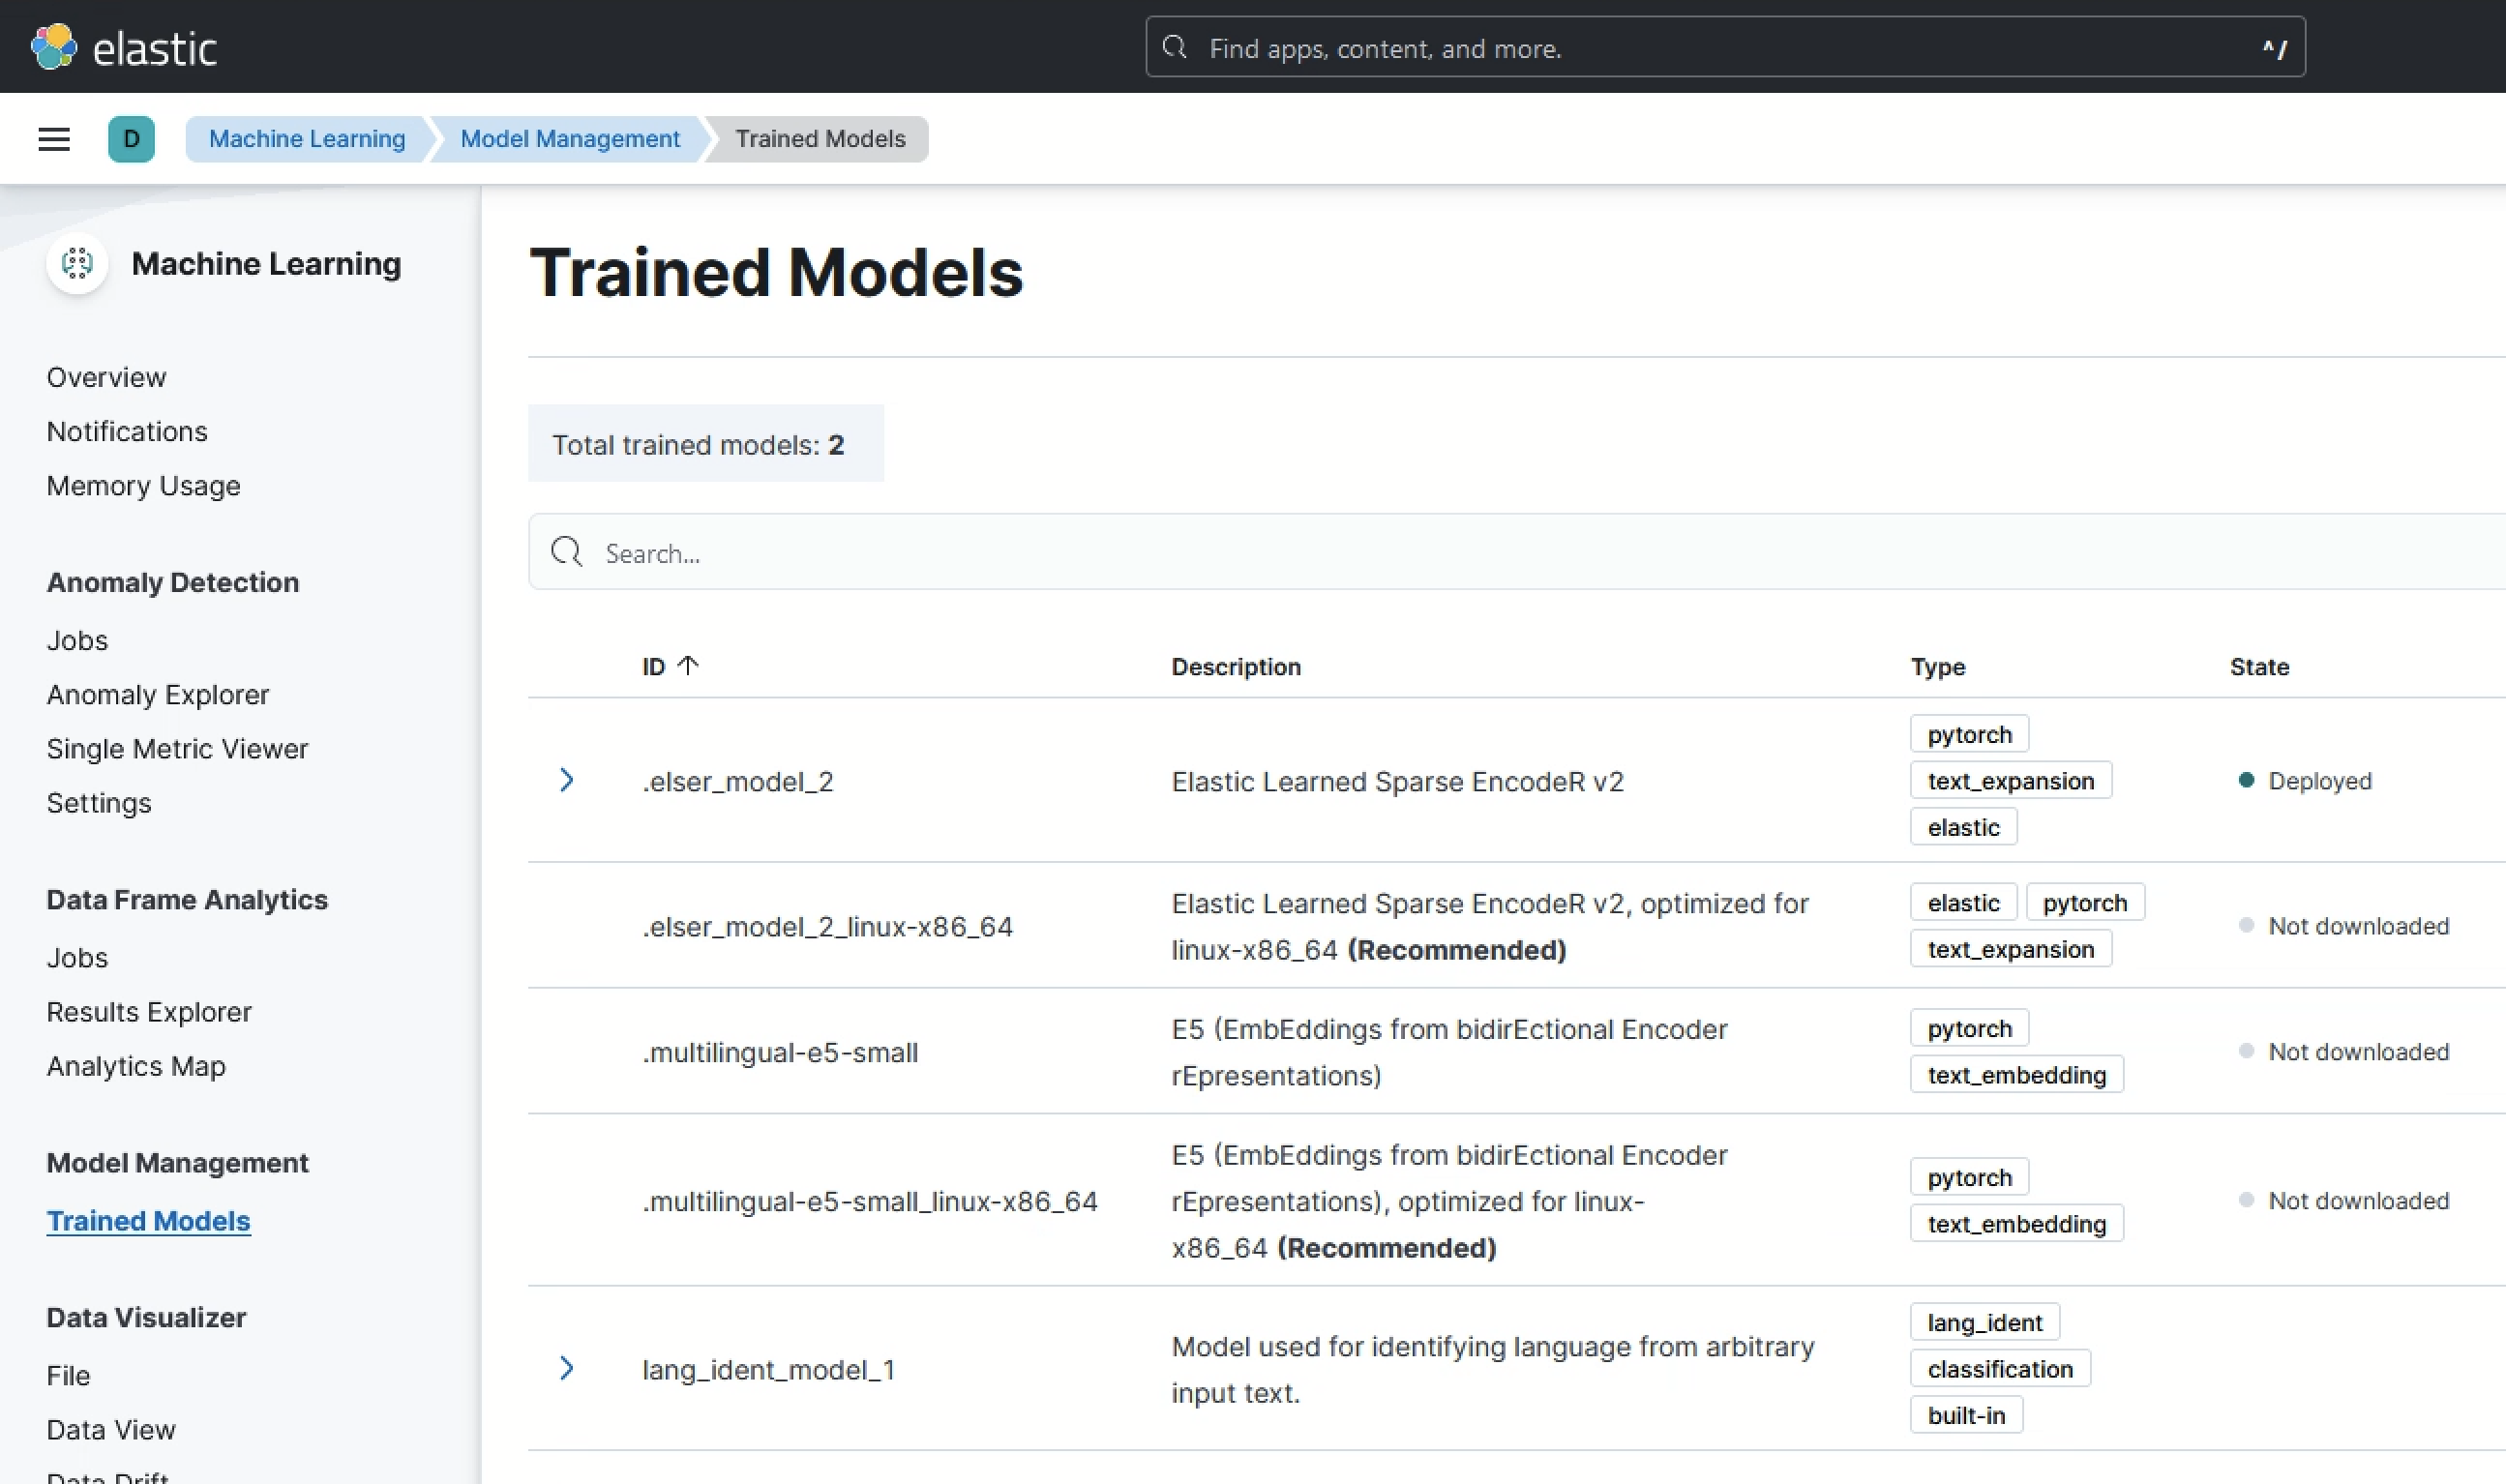 elastic
Find apps, content, and more.
^/
D
Machine Learning
Model Management
Trained Models
Machine Learning
Overview
Notifications
Memory Usage
Anomaly Detection
Jobs
Anomaly Explorer
Single Metric Viewer
Settings
Data Frame Analytics
Jobs
Results Explorer
Analytics Map
Model Management
Trained Models
Data Visualizer
File
Data View
Data Drift
Trained Models
Total trained models: 2
Search...
ID
Description
Type
State
.elser_model_2
Elastic Learned Sparse EncodeR v2
pytorch
text_expansion
elastic
Deployed
.elser_model_2_linux-x86_64
Elastic Learned Sparse EncodeR v2, optimized for
linux-x86_64 (Recommended)
elastic pytorch
text_expansion
Not downloaded
.multilingual-e5-small
E5 (EmbEddings from bidirEctional Encoder
rEpresentations)
pytorch
text_embedding
Not downloaded
.multilingual-e5-small_linux-x86_64
E5 (EmbEddings from bidirEctional Encoder
rEpresentations), optimized for linux-
x86_64 (Recommended)
pytorch
text_embedding
Not downloaded
lang_ident_model_1
Model used for identifying language from arbitrary
input text.
lang_ident
classification
built-in